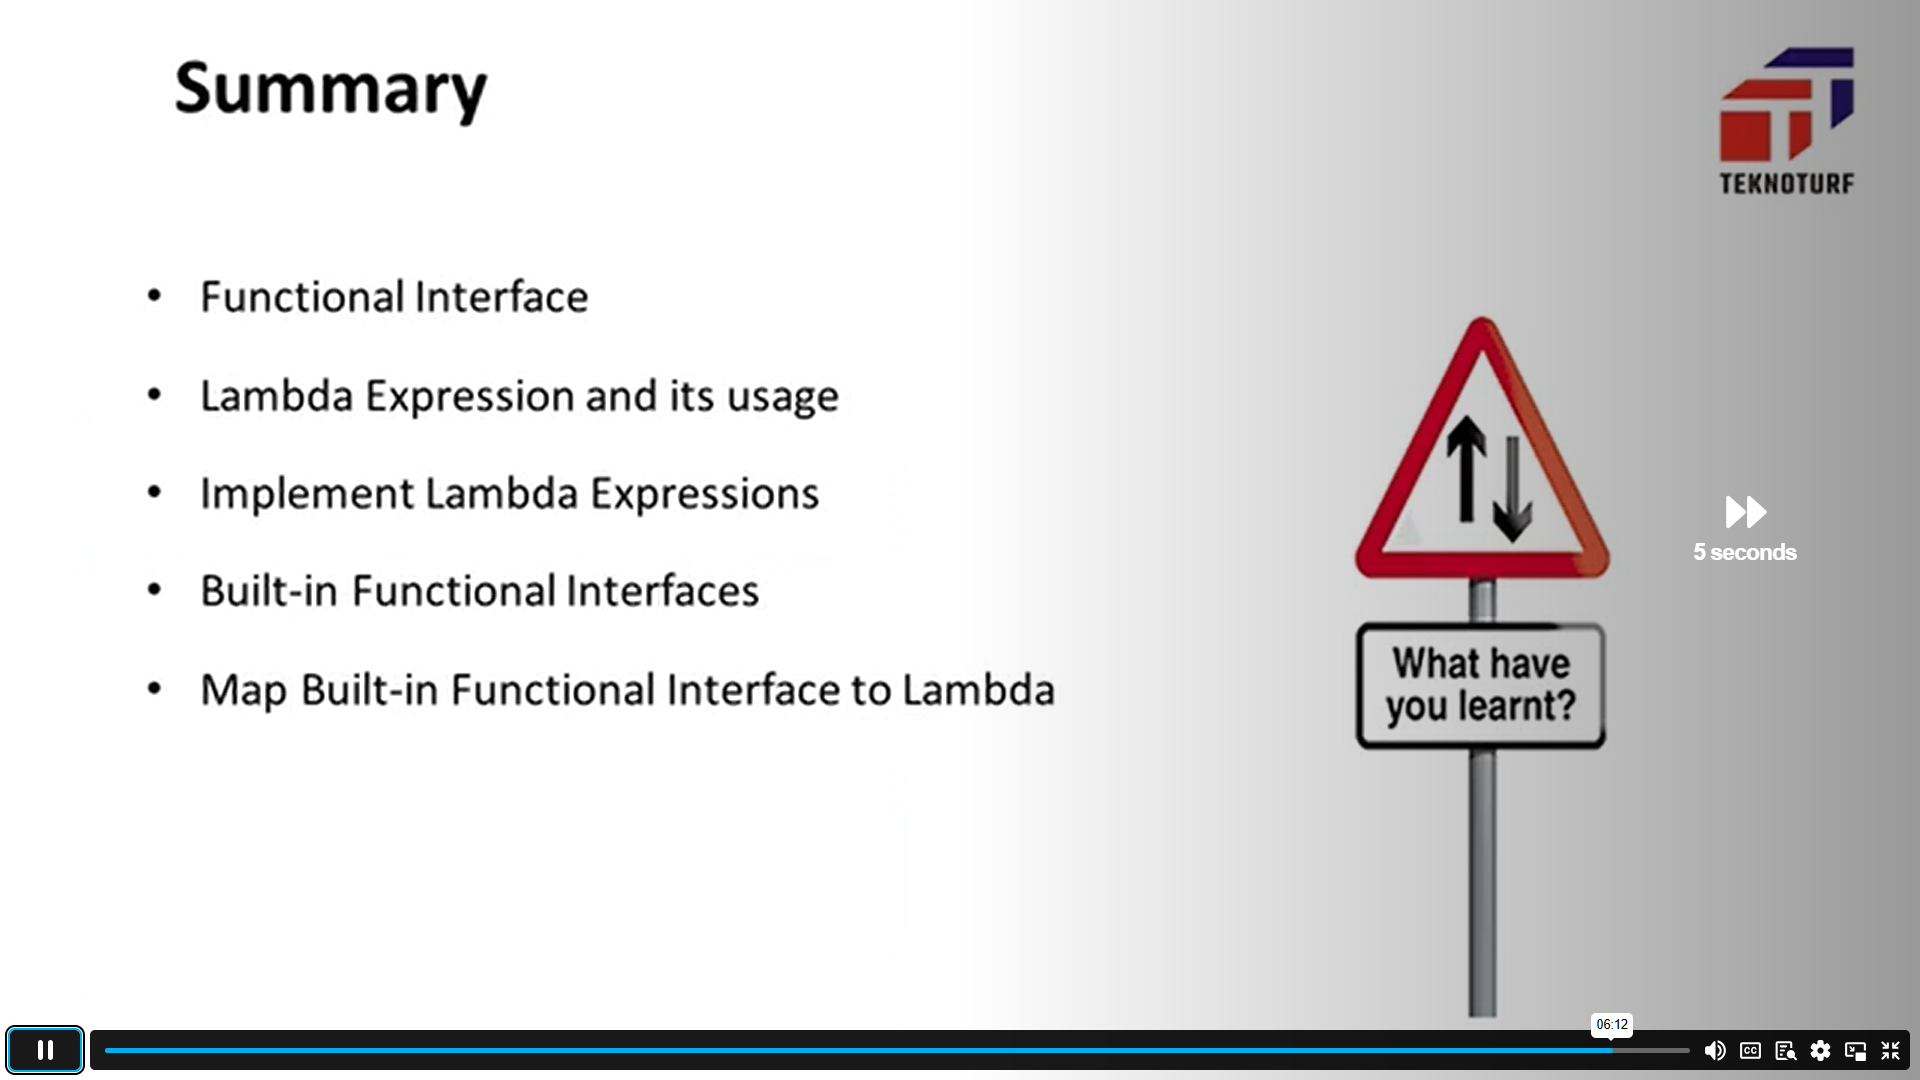 Summary
TEKNOTURF
• Functional Interface
• Lambda Expression and its usage
• Implement Lambda Expressions
• Built-in Functional Interfaces
• Map Built-in Functional Interface to Lambda
5 seconds
What have
you learnt?
06:12
CC